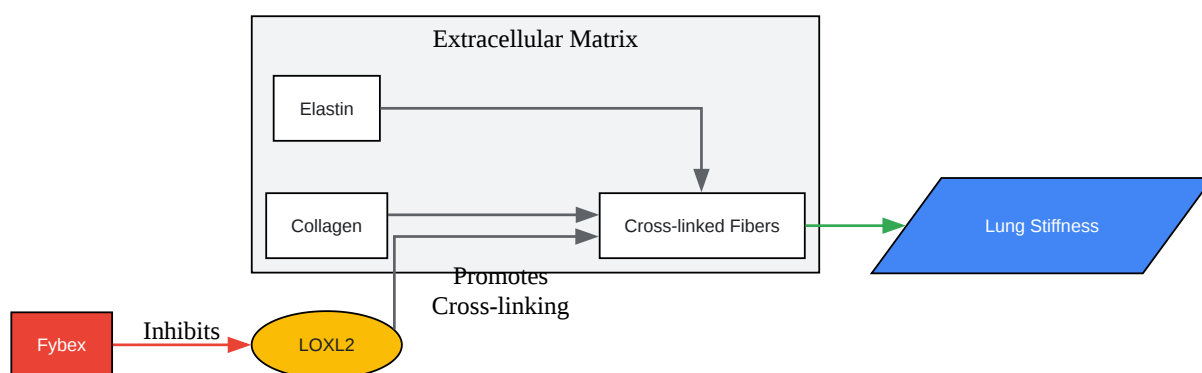 Extracellular Matrix
Elastin
Collagen
Cross-linked Fibers
Lung Stiffness
Promotes
Cross-linking
Fybex
Inhibits
LOXL2